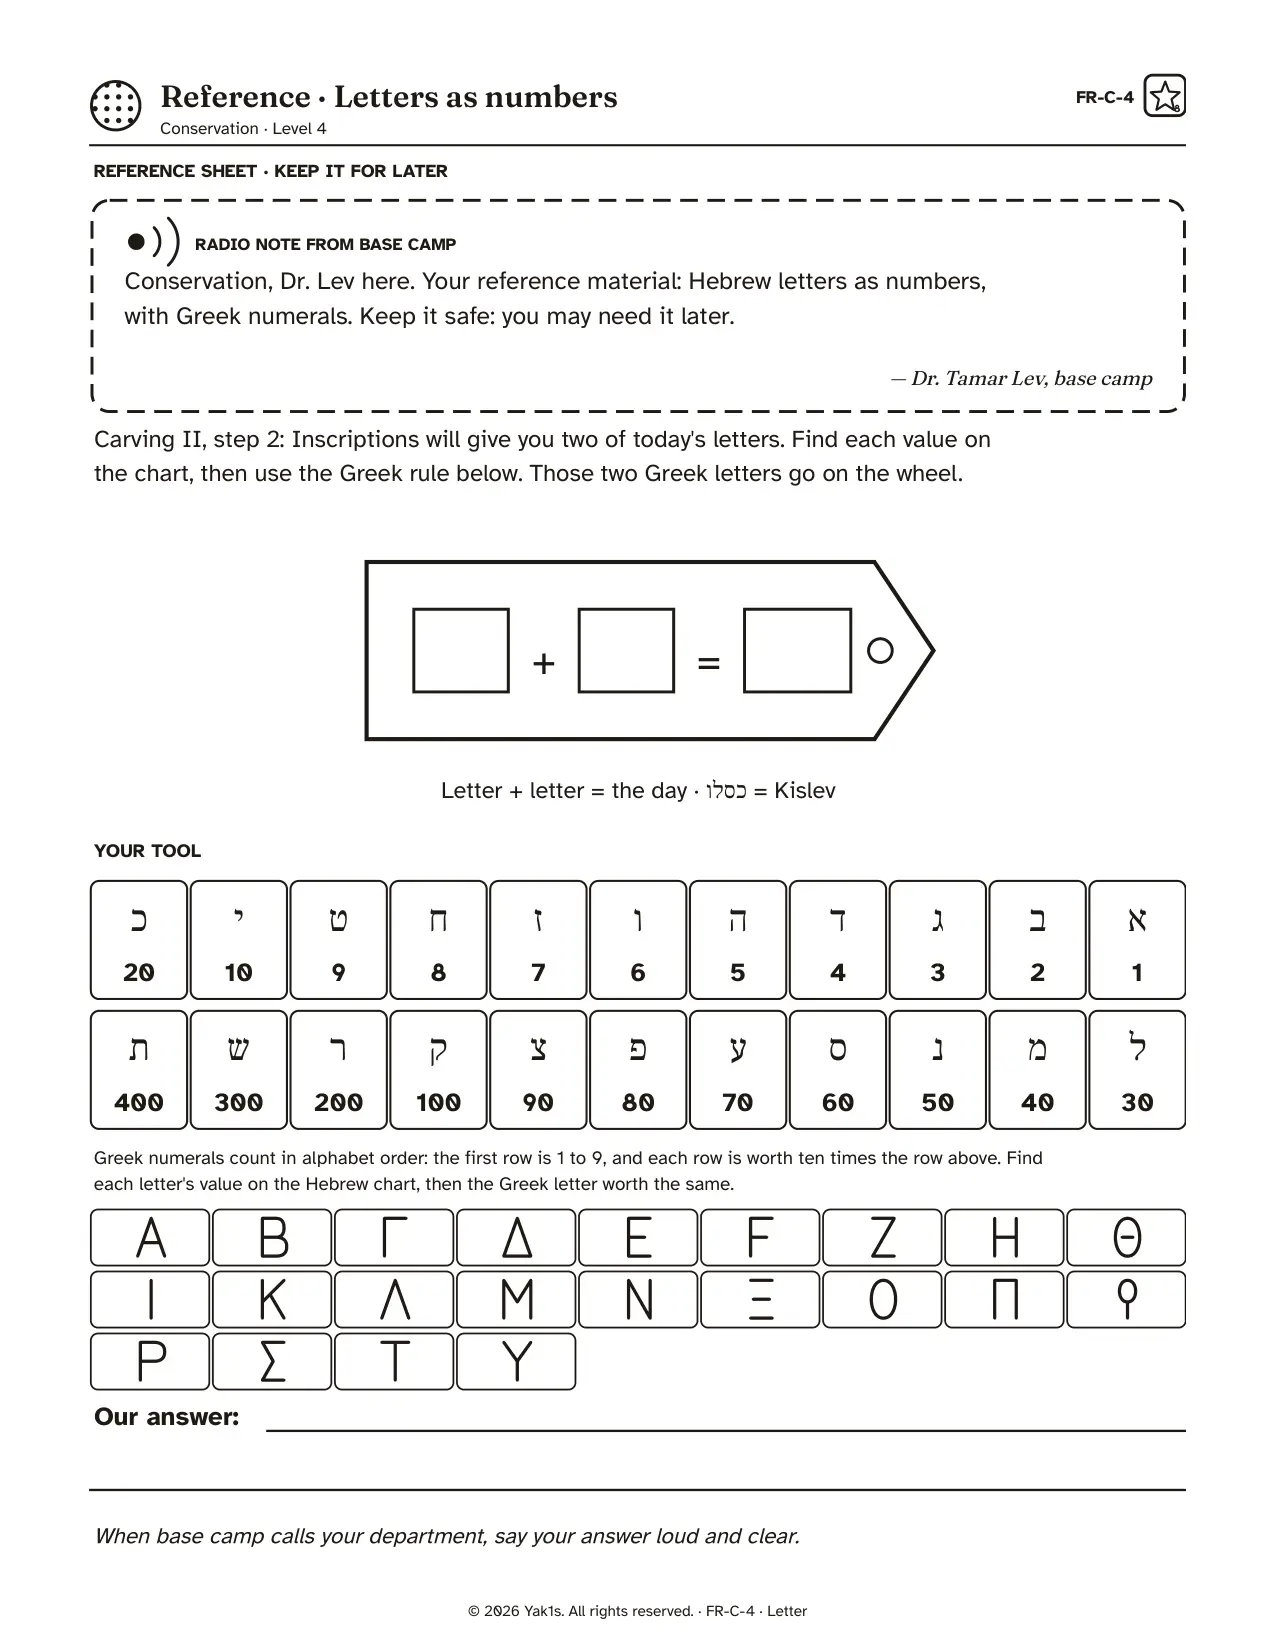 Reference · Letters as numbers
FR-C-4
8
Conservation · Level 4
REFERENCE SHEET · KEEP IT FOR LATER
RADIO NOTE FROM BASE CAMP
Conservation, Dr. Lev here. Your reference material: Hebrew letters as numbers,
with Greek numerals. Keep it safe: you may need it later.
— Dr. Tamar Lev, base camp
Carving II, step 2: Inscriptions will give you two of today's letters. Find each value on
the chart, then use the Greek rule below. Those two Greek letters go on the wheel.
+ =
Letter + letter = the day · כסלו = Kislev
YOUR TOOL
א ב ג ד ה ו ז ח ט י כ
20 10 9 8 7 6 5 4 3 2 1
ל מ נ ס ע פ צ ק ר ש ת
400 300 200 100 90 80 70 60 50 40 30
Greek numerals count in alphabet order: the first row is 1 to 9, and each row is worth ten times the row above. Find
each letter's value on the Hebrew chart, then the Greek letter worth the same.
Α Β Γ Δ Ε Ϝ Ζ Η Θ
Ι Κ Λ Μ Ν Ξ Ο Π Ϙ
Ρ Σ Τ Υ
Our answer:
When base camp calls your department, say your answer loud and clear.
© 2026 Yak1s. All rights reserved. · FR-C-4 · Letter